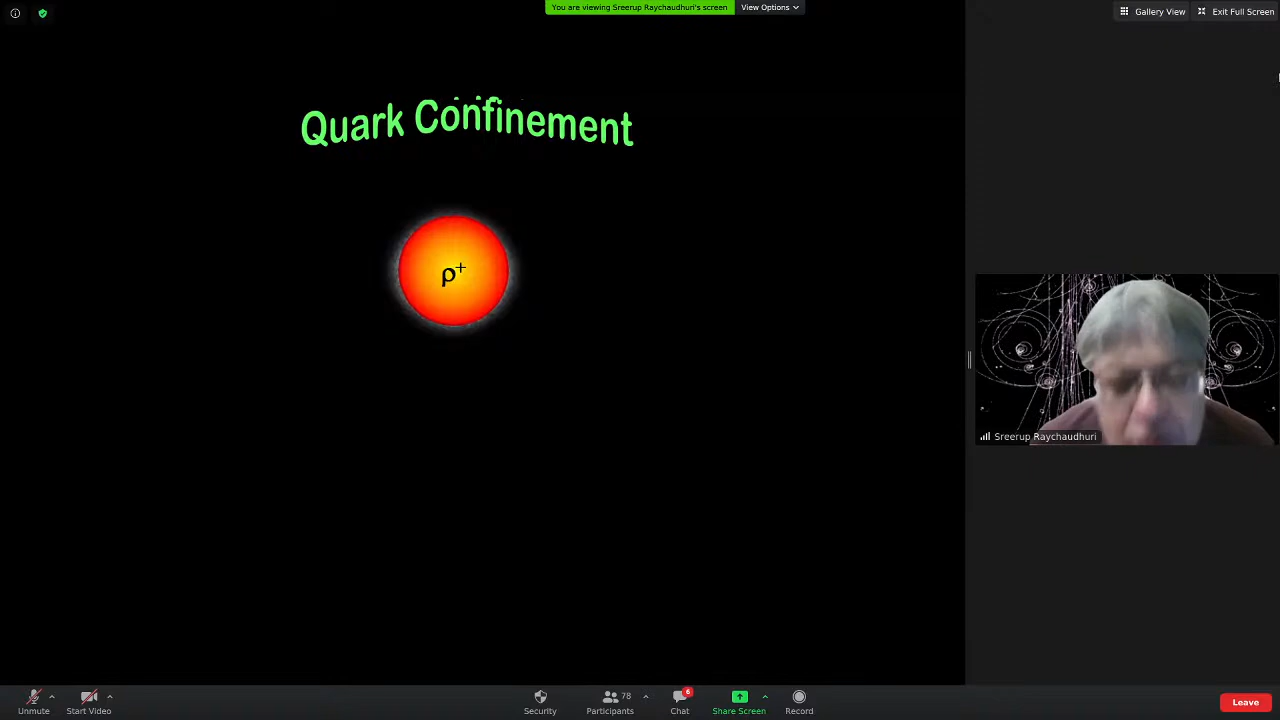 You are viewing Sreerup Raychaudhuri's screen
View Options
Gallery View
Exit Full Screen
Quark Confinement
ρ+
Sreerup Raychaudhuri
Unmute
Start Video
Security
Participants
78
Chat
6
Share Screen
Record
Leave